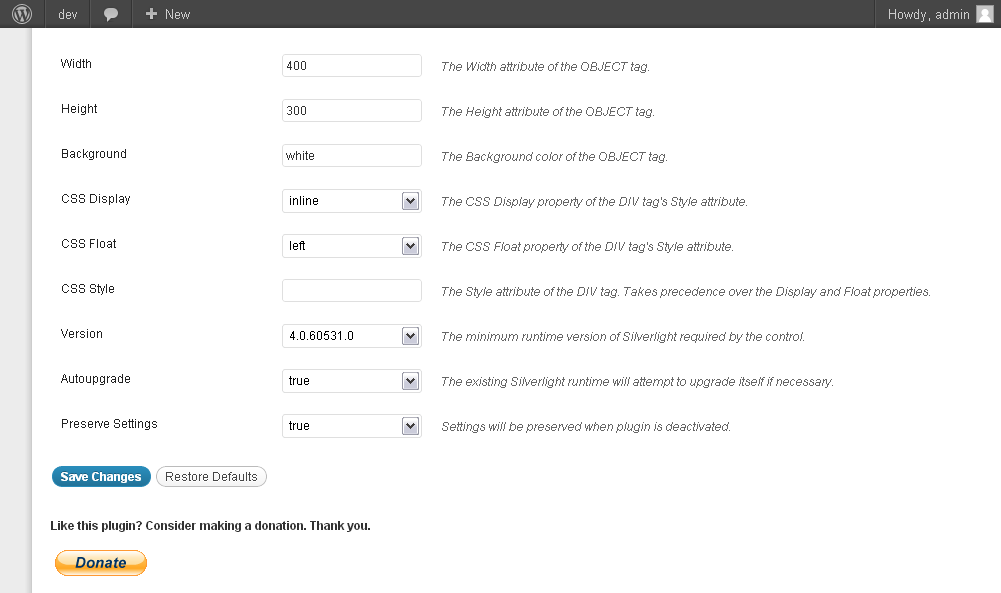 dev New Howdy, admin
Width 400 The Width attribute of the OBJECT tag.
Height 300 The Height attribute of the OBJECT tag.
Background white The Background color of the OBJECT tag.
CSS Display inline The CSS Display property of the DIV tag's Style attribute.
CSS Float left The CSS Float property of the DIV tag's Style attribute.
CSS Style The Style attribute of the DIV tag. Takes precedence over the Display and Float properties.
Version 4.0.60531.0 The minimum runtime version of Silverlight required by the control.
Autoupgrade true The existing Silverlight runtime will attempt to upgrade itself if necessary.
Preserve Settings true Settings will be preserved when plugin is deactivated.
Save Changes Restore Defaults
Like this plugin? Consider making a donation. Thank you.
Donate